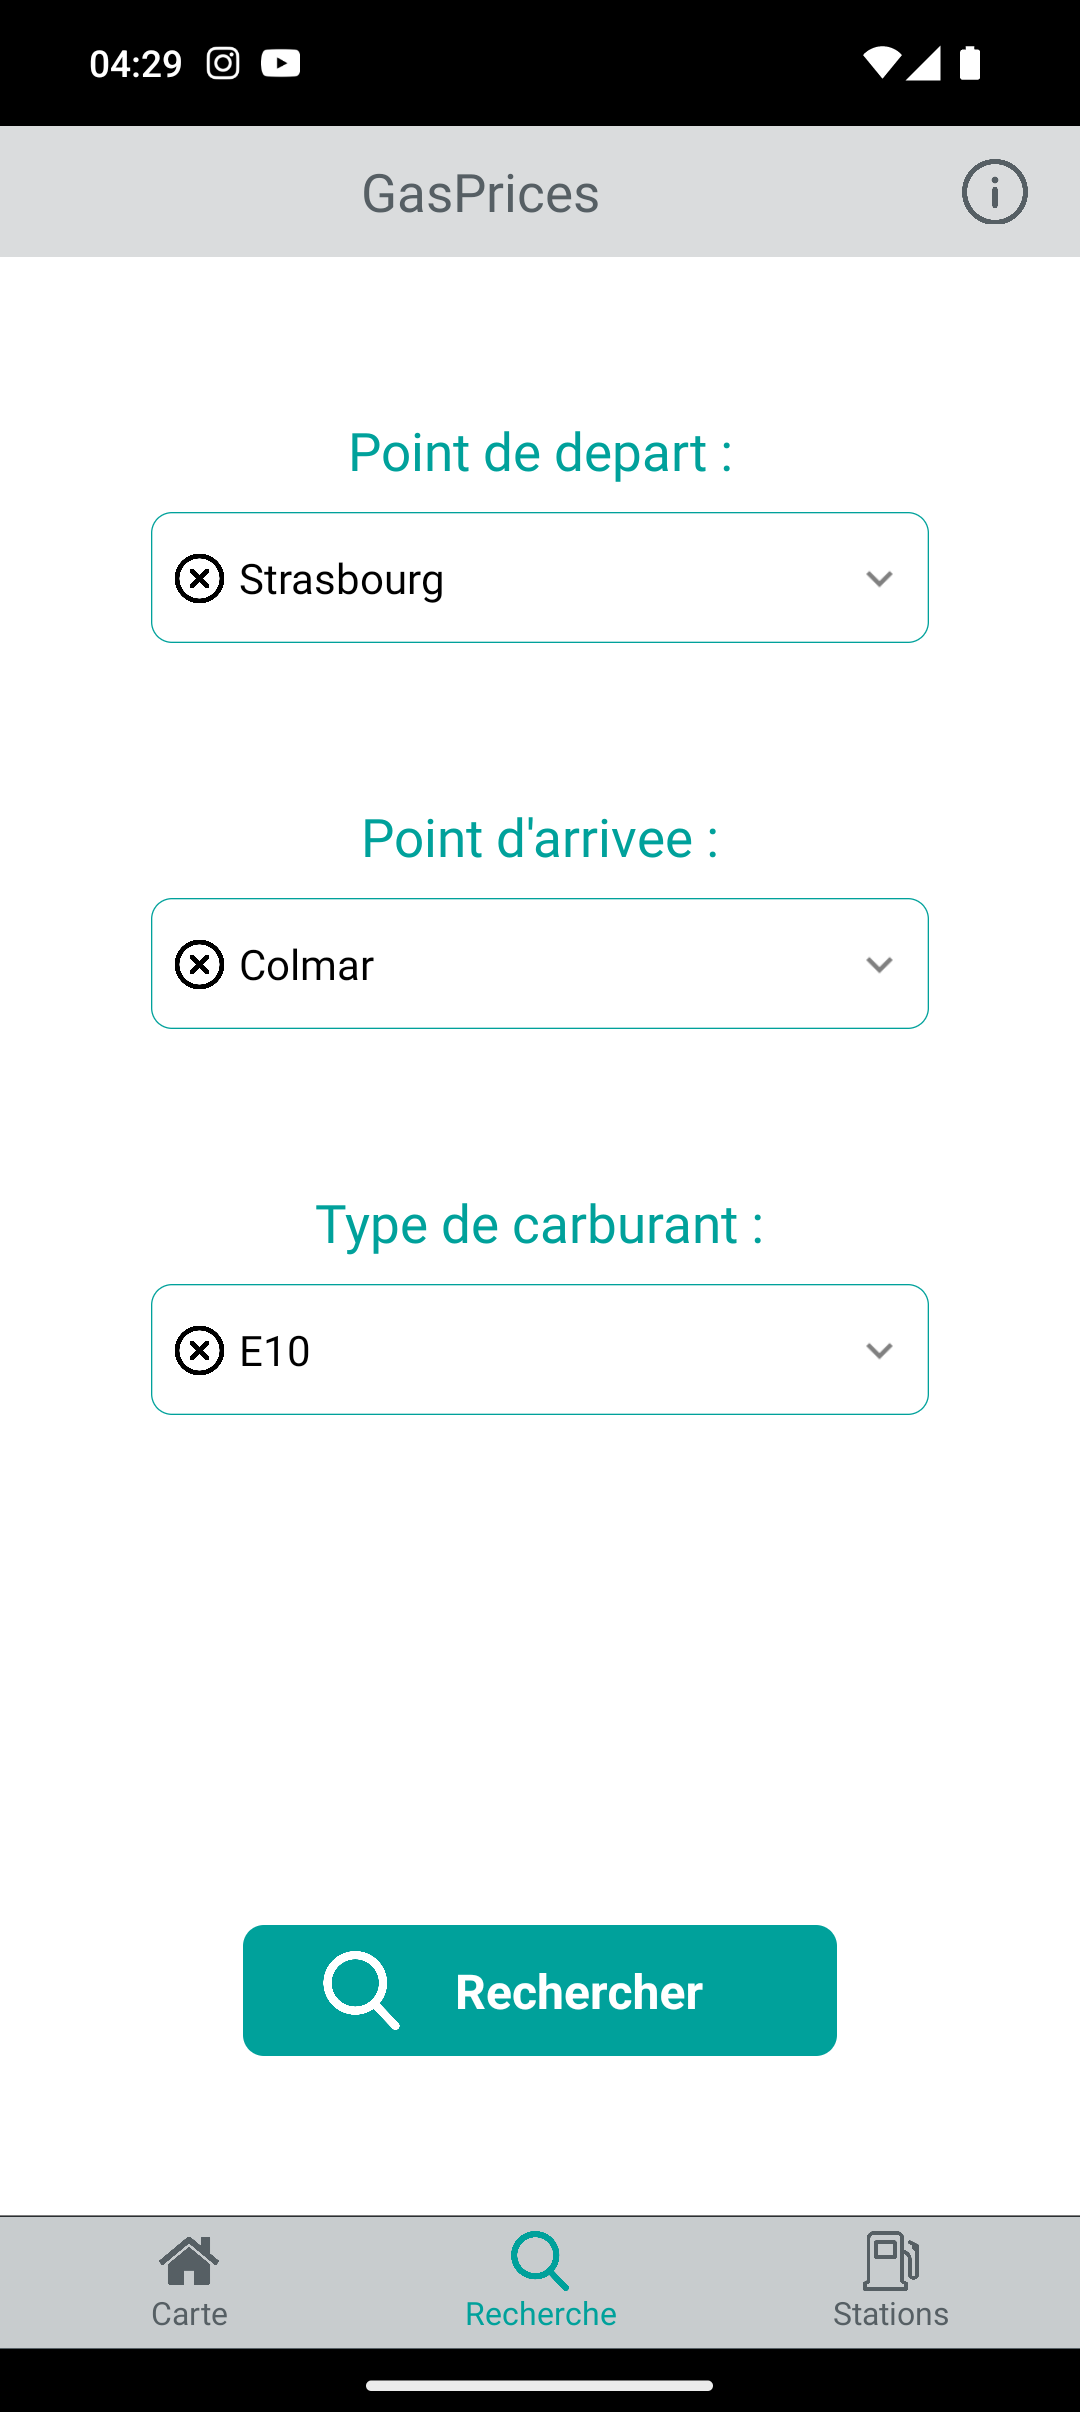 04:29
GasPrices
Point de depart :
Strasbourg
Point d'arrivee :
Colmar
Type de carburant :
E10
Rechercher
Carte
Recherche
Stations